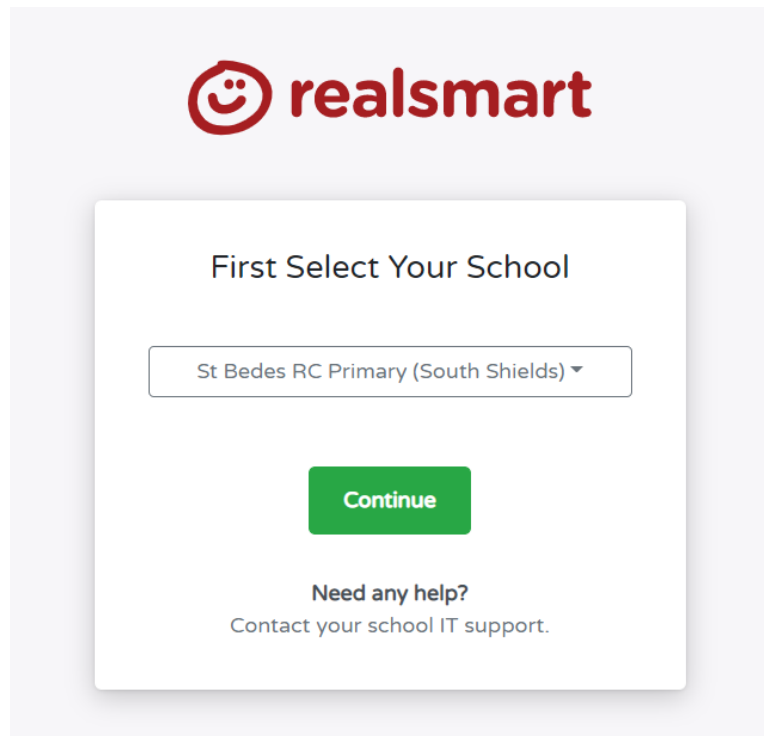 realsmart
First Select Your School
St Bedes RC Primary (South Shields)
Continue
Need any help?
Contact your school IT support.